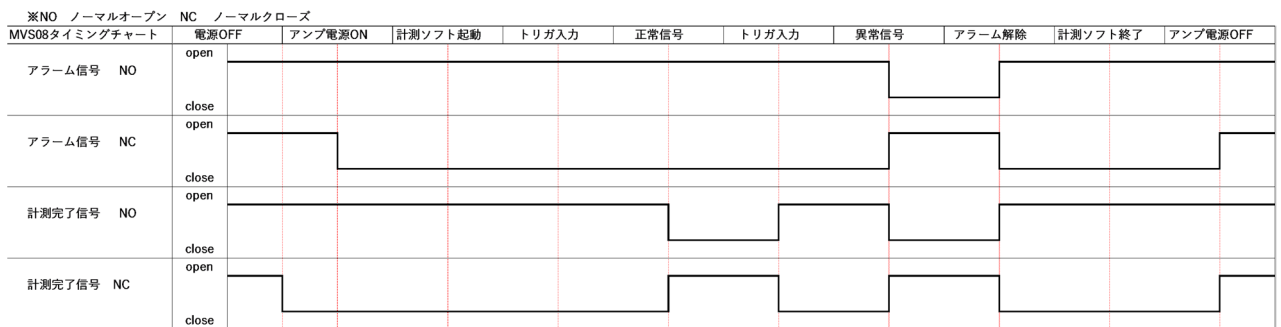 ※NO ノーマルオープン NC ノーマルクローズ
MVS08タイミングチャート 電源OFF アンプ電源ON 計測ソフト起動 トリガ入力 正常信号 トリガ入力 異常信号 アラーム解除 計測ソフト終了 アンプ電源OFF
open
アラーム信号 NO
close
open
アラーム信号 NC
close
open
計測完了信号 NO
close
open
計測完了信号 NC
close